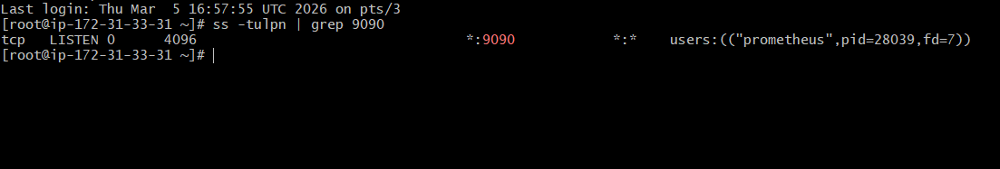 Last login: Thu Mar  5 16:57:55 UTC 2026 on pts/3
[root@ip-172-31-33-31 ~]# ss -tulpn | grep 9090
tcp   LISTEN 0      4096                                  *:9090            *:*    users:(("prometheus",pid=28039,fd=7))
[root@ip-172-31-33-31 ~]#